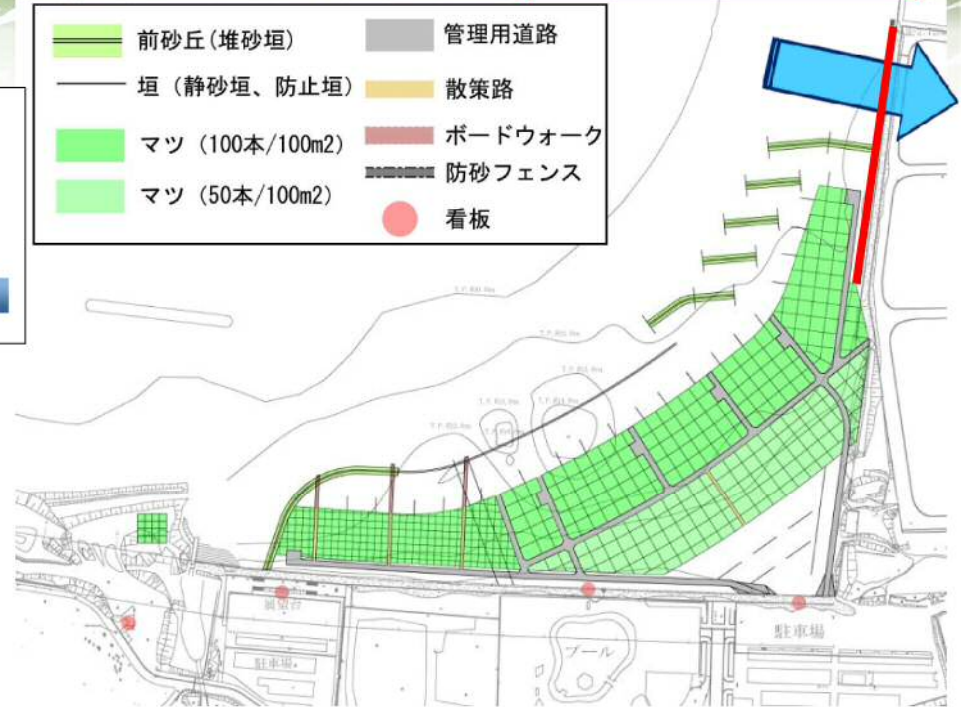 前砂丘(堆砂垣)
垣（静砂垣、防止垣）
マツ（100本/100m2）
マツ（50本/100m2）
管理用道路
散策路
ボードウォーク
防砂フェンス
看板
展望台
駐車場
プール
駐車場